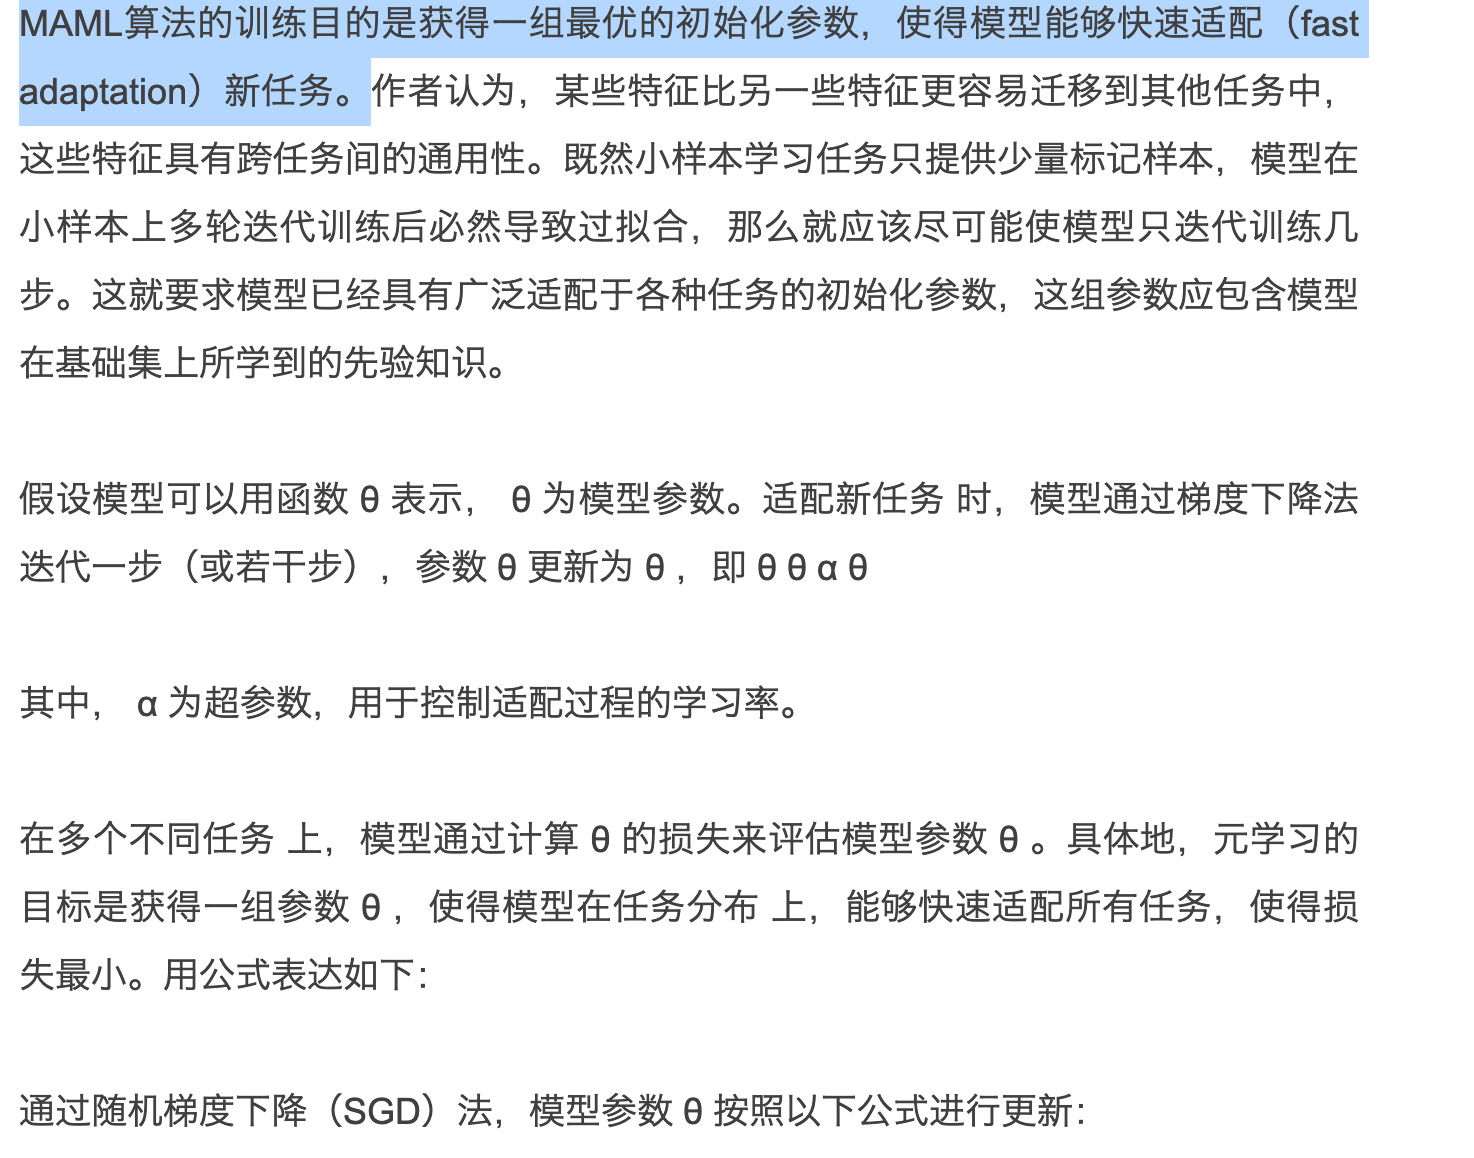 MAML算法的训练目的是获得一组最优的初始化参数，使得模型能够快速适配（fast
adaptation）新任务。作者认为，某些特征比另一些特征更容易迁移到其他任务中，
这些特征具有跨任务间的通用性。既然小样本学习任务只提供少量标记样本，模型在
小样本上多轮迭代训练后必然导致过拟合，那么就应该尽可能使模型只迭代训练几
步。这就要求模型已经具有广泛适配于各种任务的初始化参数，这组参数应包含模型
在基础集上所学到的先验知识。
假设模型可以用函数 θ 表示， θ 为模型参数。适配新任务 时，模型通过梯度下降法
迭代一步（或若干步），参数 θ 更新为 θ ，即 θ θ α θ
其中， α 为超参数，用于控制适配过程的学习率。
在多个不同任务 上，模型通过计算 θ 的损失来评估模型参数 θ 。具体地，元学习的
目标是获得一组参数 θ ，使得模型在任务分布 上，能够快速适配所有任务，使得损
失最小。用公式表达如下：
通过随机梯度下降（SGD）法，模型参数 θ 按照以下公式进行更新：